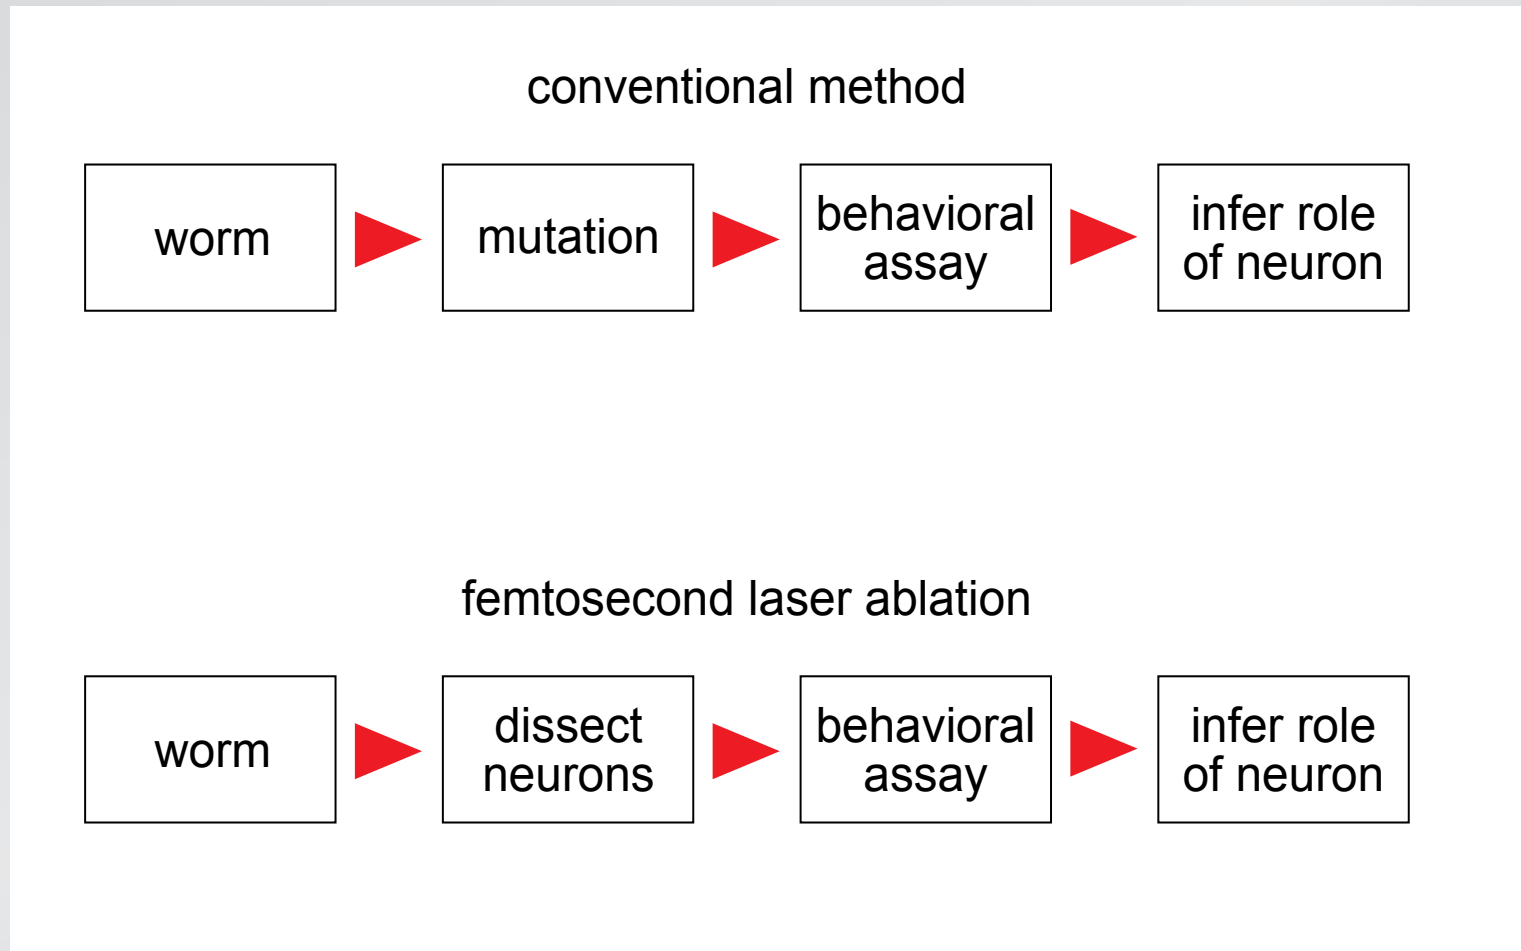 conventional method
worm
mutation
behavioral
assay
infer role
of neuron
femtosecond laser ablation
worm
dissect
neurons
behavioral
assay
infer role
of neuron